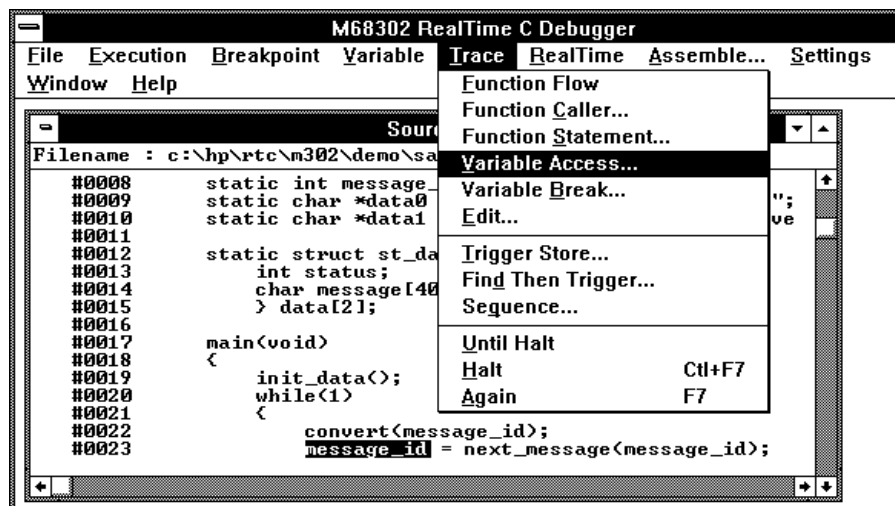 M68302 RealTime C Debugger
File Execution Breakpoint Variable Trace RealTime Assemble... Settings
Window Help
Function Flow
Function Caller...
Function Statement...
Variable Access...
Variable Break...
Edit...
Trigger Store...
Find Then Trigger...
Sequence...
Until Halt
Halt Ctl+F7
Again F7
Sour
Filename : c:\hp\rtc\m302\demo\sa
#0008 static int message_
#0009 static char *data0 ";
#0010 static char *data1 ve
#0011
#0012 static struct st_da
#0013 int status;
#0014 char message[40
#0015 } data[2];
#0016
#0017 main(void)
#0018 {
#0019 init_data();
#0020 while(1)
#0021 {
#0022 convert(message_id);
#0023 message_id = next_message(message_id);